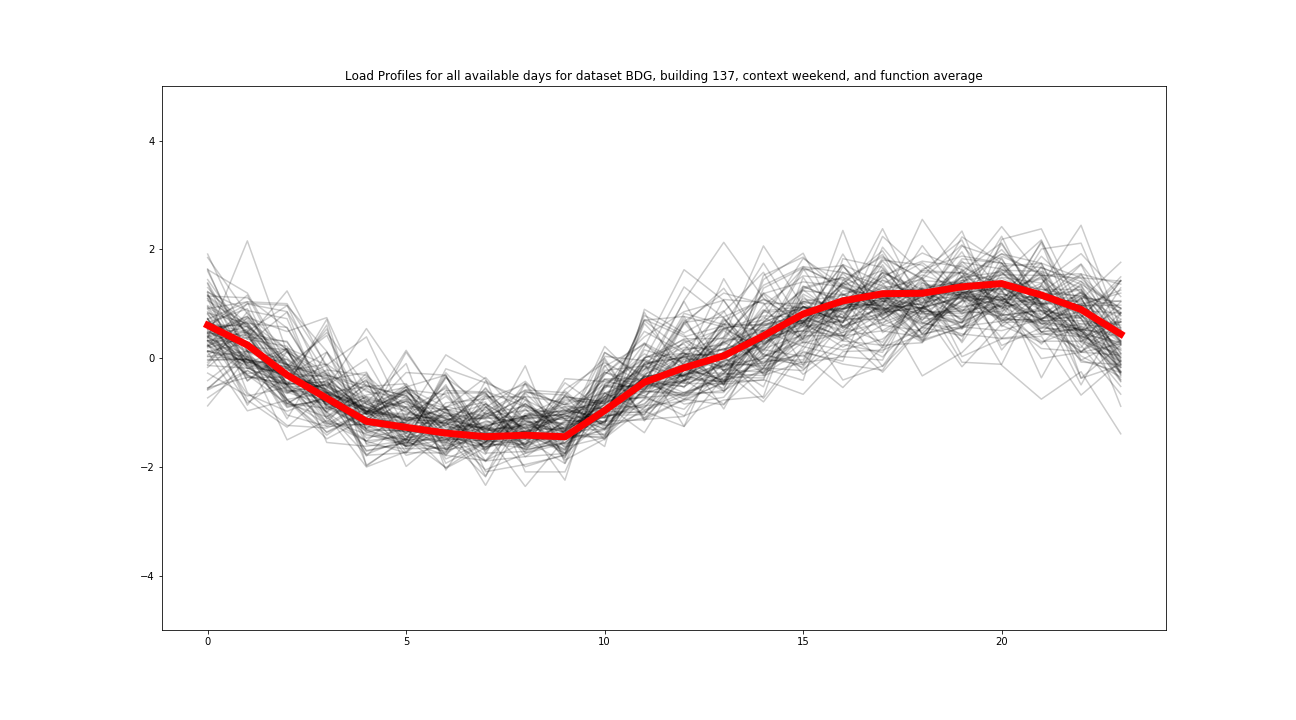 Load Profiles for all available days for dataset BDG, building 137, context weekend, and function average
4
2
0
−2
−4
0 5 10 15 20